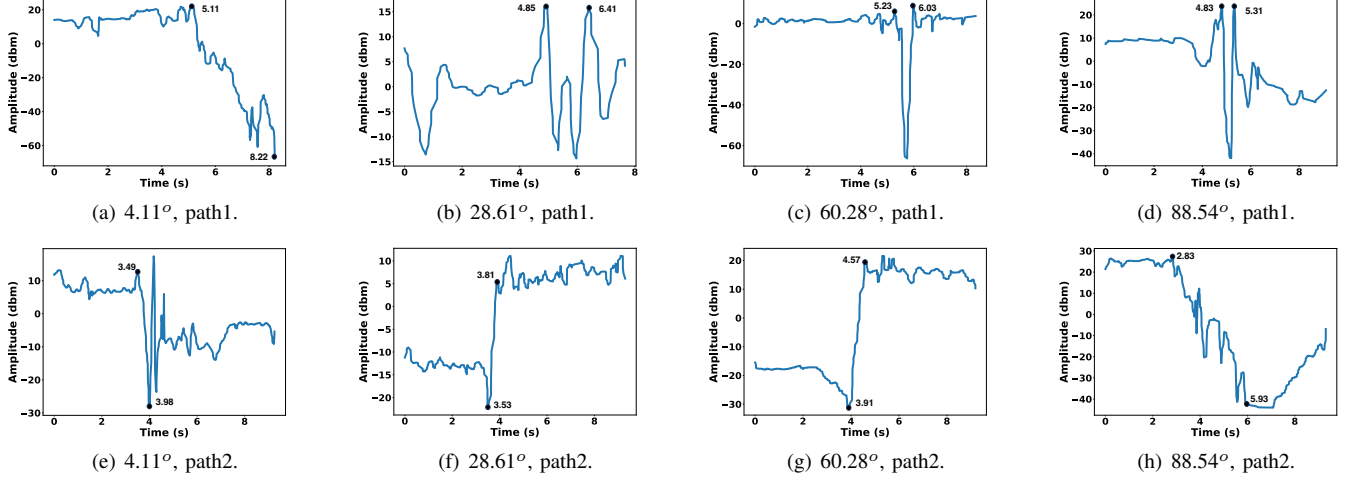 Amplitude (dbm)
20
0
−20
−40
−60
5.11
8.22
0 2 4 6 8
Time (s)
(a) 4.11°, path1.
Amplitude (dbm)
15
10
5
0
−5
−10
−15
4.85
6.41
0 2 4 6
Time (s)
(b) 28.61°, path1.
Amplitude (dbm)
0
−20
−40
−60
5.23
6.03
0 2 4 6 8
Time (s)
(c) 60.28°, path1.
Amplitude (dbm)
20
10
0
−10
−20
−30
−40
4.83
5.31
0 2 4 6 8
Time (s)
(d) 88.54°, path1.
Amplitude (dbm)
10
0
−10
−20
−30
3.49
3.98
0 2 4 6 8
Time (s)
(e) 4.11°, path2.
Amplitude (dbm)
10
5
0
−5
−10
−15
−20
3.81
3.53
0 2 4 6 8
Time (s)
(f) 28.61°, path2.
Amplitude (dbm)
20
10
0
−10
−20
−30
4.57
3.91
0 2 4 6 8
Time (s)
(g) 60.28°, path2.
Amplitude (dbm)
30
20
10
0
−10
−20
−30
−40
2.83
5.93
0 2 4 6 8
Time (s)
(h) 88.54°, path2.